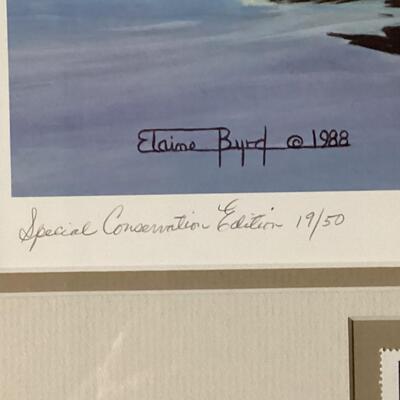 Elaine Byrd © 1988
Special Conservation Edition 19/50